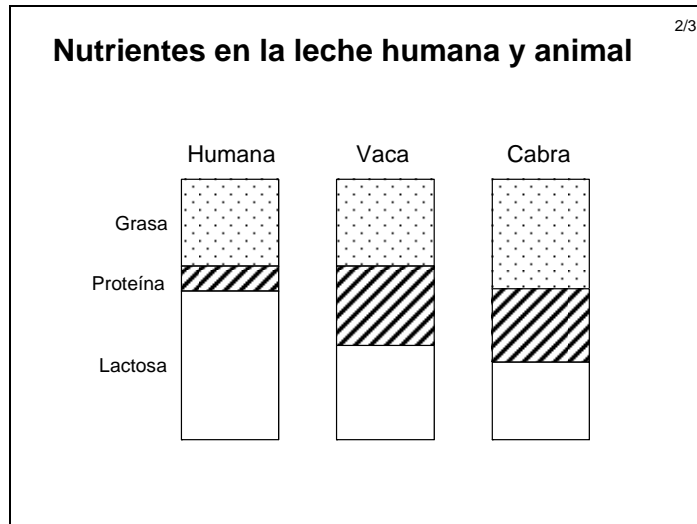 2/3
Nutrientes en la leche humana y animal
Humana Vaca Cabra
Grasa
Proteína
Lactosa